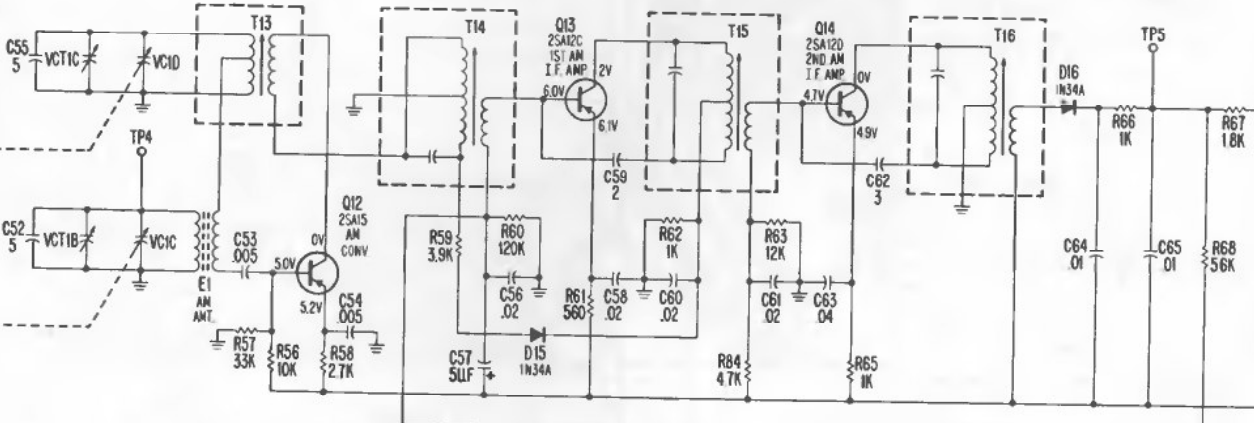 T13
C55
5
VCT1C
VC1D
TP4
C52
5
VCT1B
VC1C
E1
AM
ANT.
C53
.005
Q12
2SA15
AM
CONV
0V
5.0V
5.2V
C54
.005
R57
33K
R56
10K
R58
2.7K
T14
R59
3.9K
R60
120K
C56
.02
C57
5UF
+
D15
1N34A
Q13
2SA12C
1ST AM
I.F. AMP
2V
6.0V
6.1V
C59
2
R61
560
C58
.02
R62
1K
C60
.02
T15
R63
12K
C61
.02
C63
.04
R84
4.7K
R65
1K
Q14
2SA12D
2ND AM
I.F. AMP
0V
4.7V
4.9V
C62
3
T16
D16
1N34A
TP5
R66
1K
R67
1.8K
C64
.01
C65
.01
R68
56K